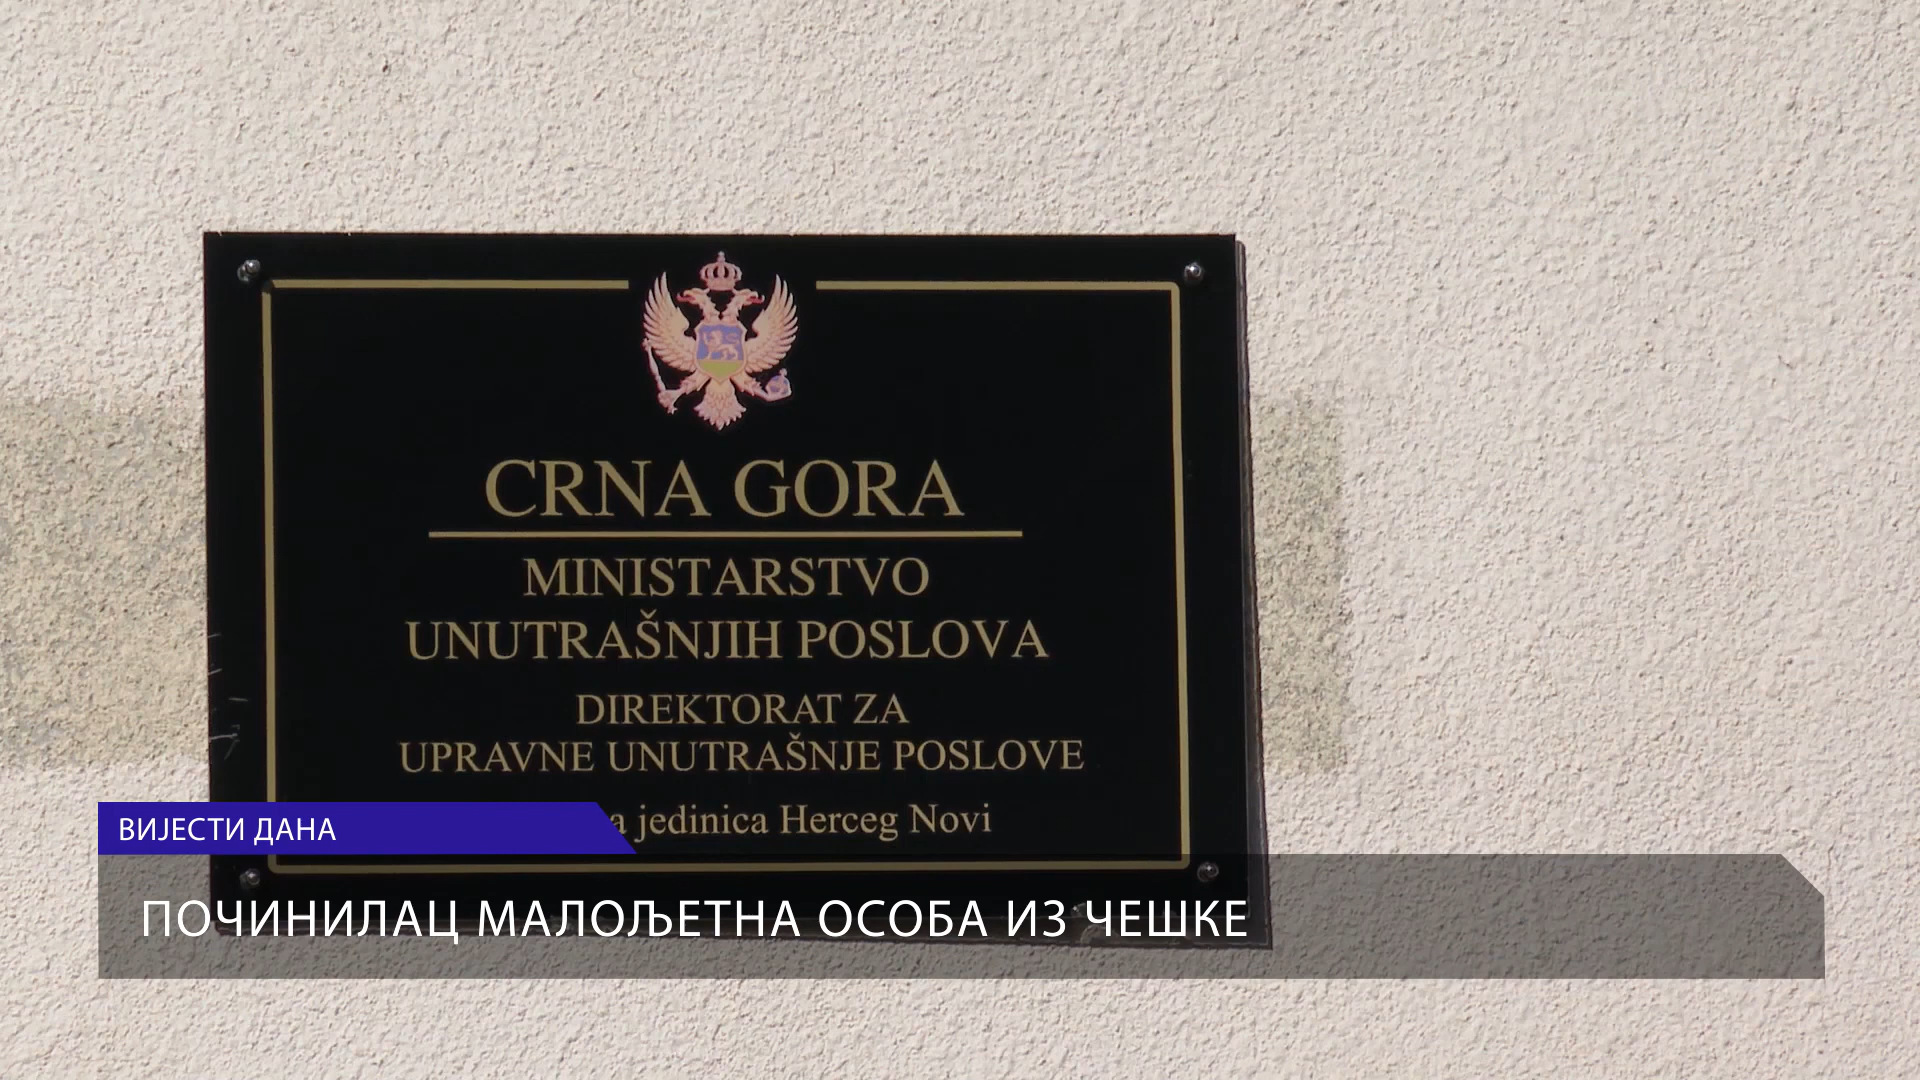 CRNA GORA
MINISTARSTVO
UNUTRAŠNJIH POSLOVA
DIREKTORAT ZA
UPRAVNE UNUTRAŠNJE POSLOVE
jedinica Herceg Novi
ВИЈЕСТИ ДАНА
ПОЧИНИЛАЦ МАЛОЉЕТНА ОСОБА ИЗ ЧЕШКЕ